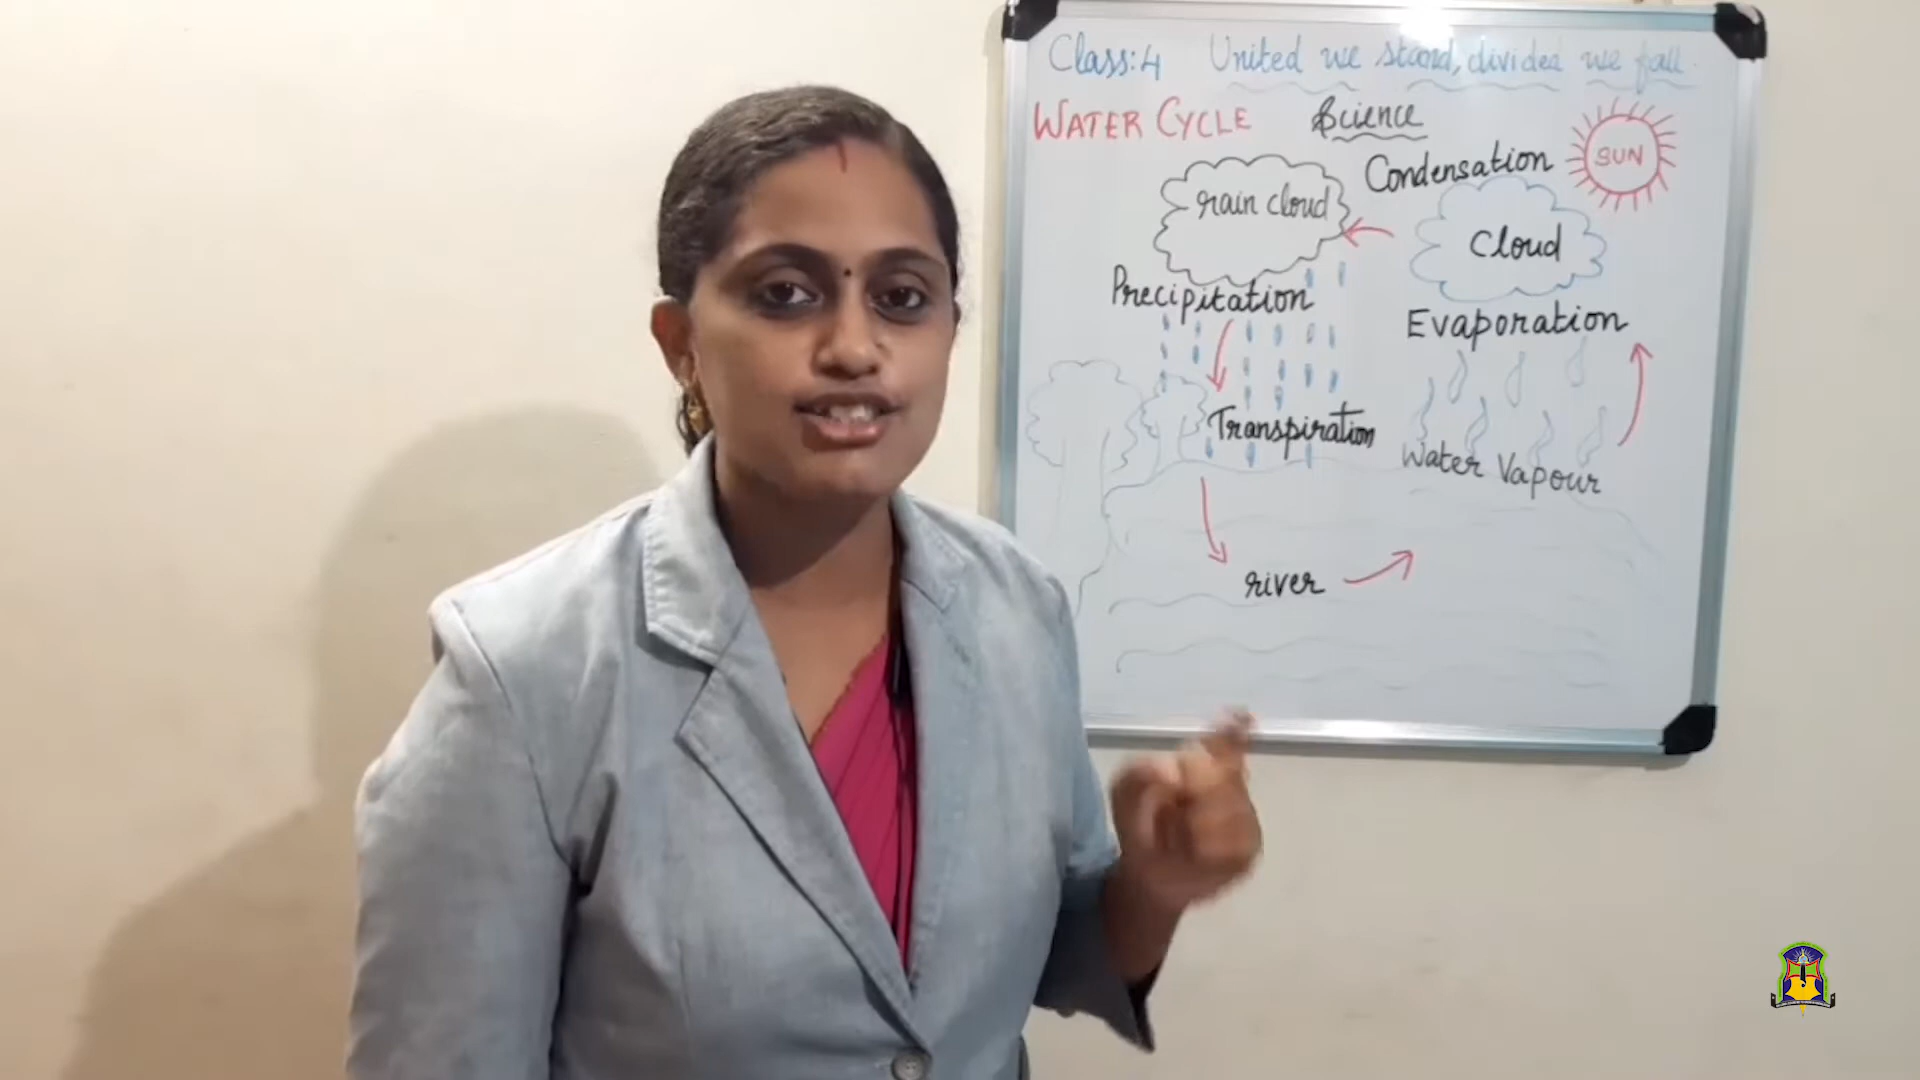 Class:4 United we stand, divided we fall.
WATER CYCLE Science
Condensation SUN
rain cloud
Cloud
Precipitation
Evaporation
Transpiration
Water Vapour
river